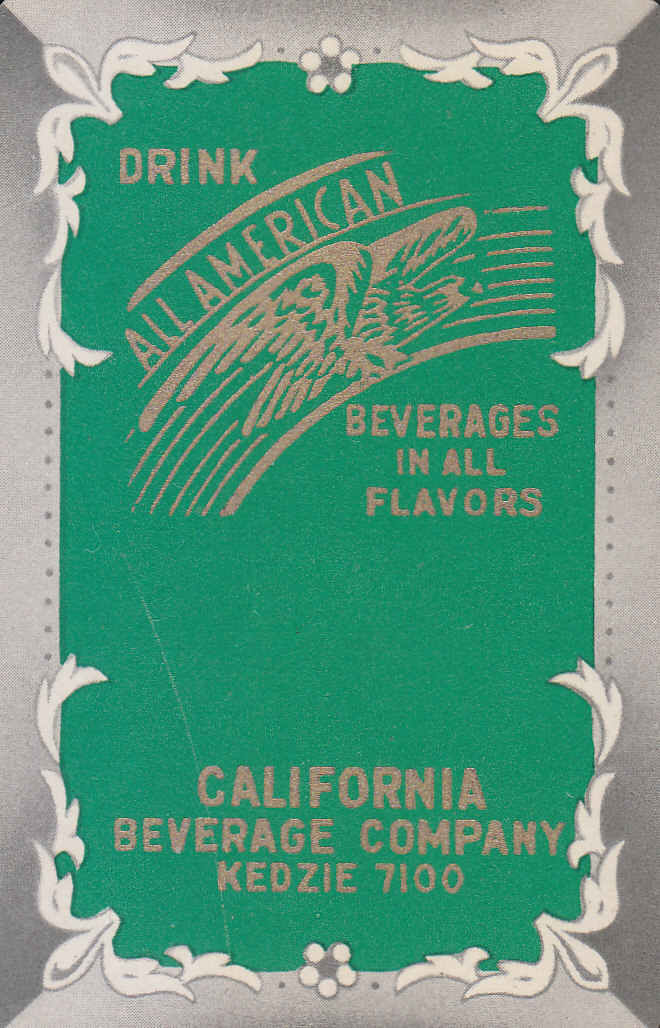 DRINK
ALL AMERICAN
BEVERAGES
IN ALL
FLAVORS
CALIFORNIA
BEVERAGE COMPANY
KEDZIE 7100